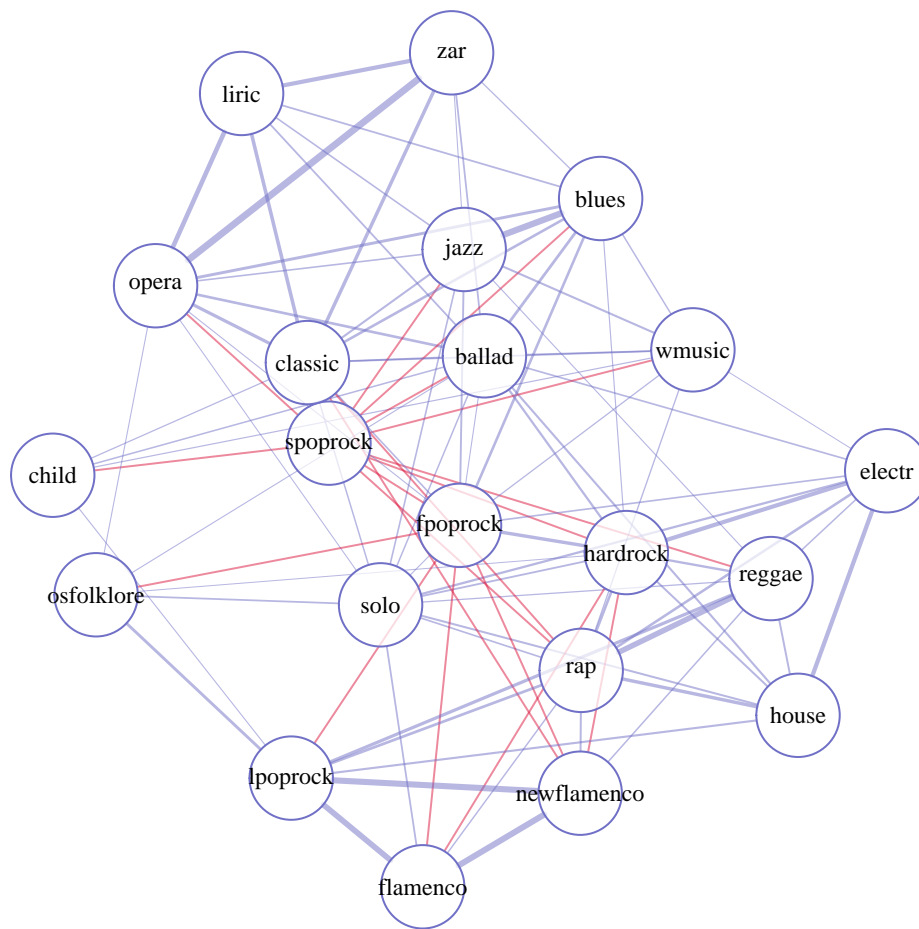 zar
liric
blues
jazz
opera
classic
ballad
wmusic
spoprock
child
electr
fpoprock
hardrock
reggae
osfolklore
solo
rap
house
lpoprock
newflamenco
flamenco